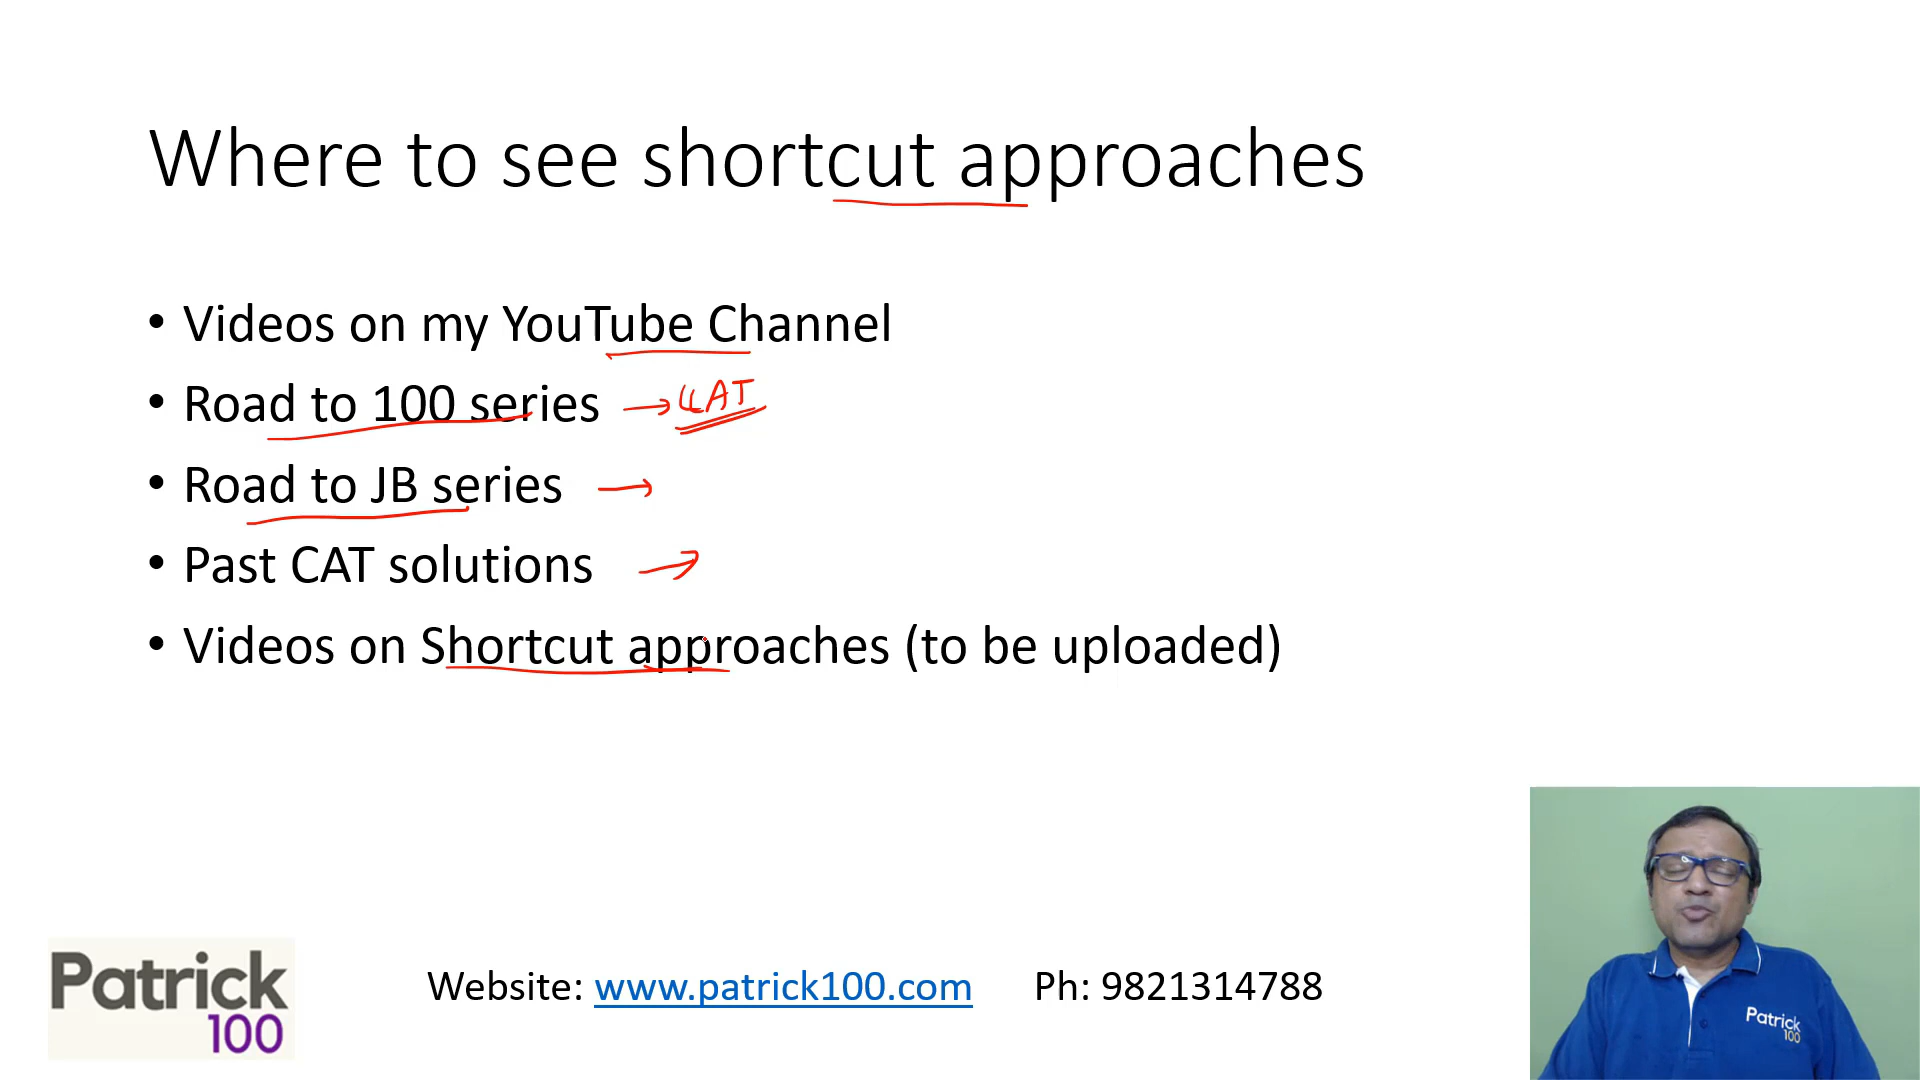 Where to see shortcut approaches
• Videos on my YouTube Channel
• Road to 100 series → CAT
• Road to JB series →
• Past CAT solutions →
• Videos on Shortcut approaches (to be uploaded)
Patrick
100
Website: www.patrick100.com Ph: 9821314788
Patrick
100